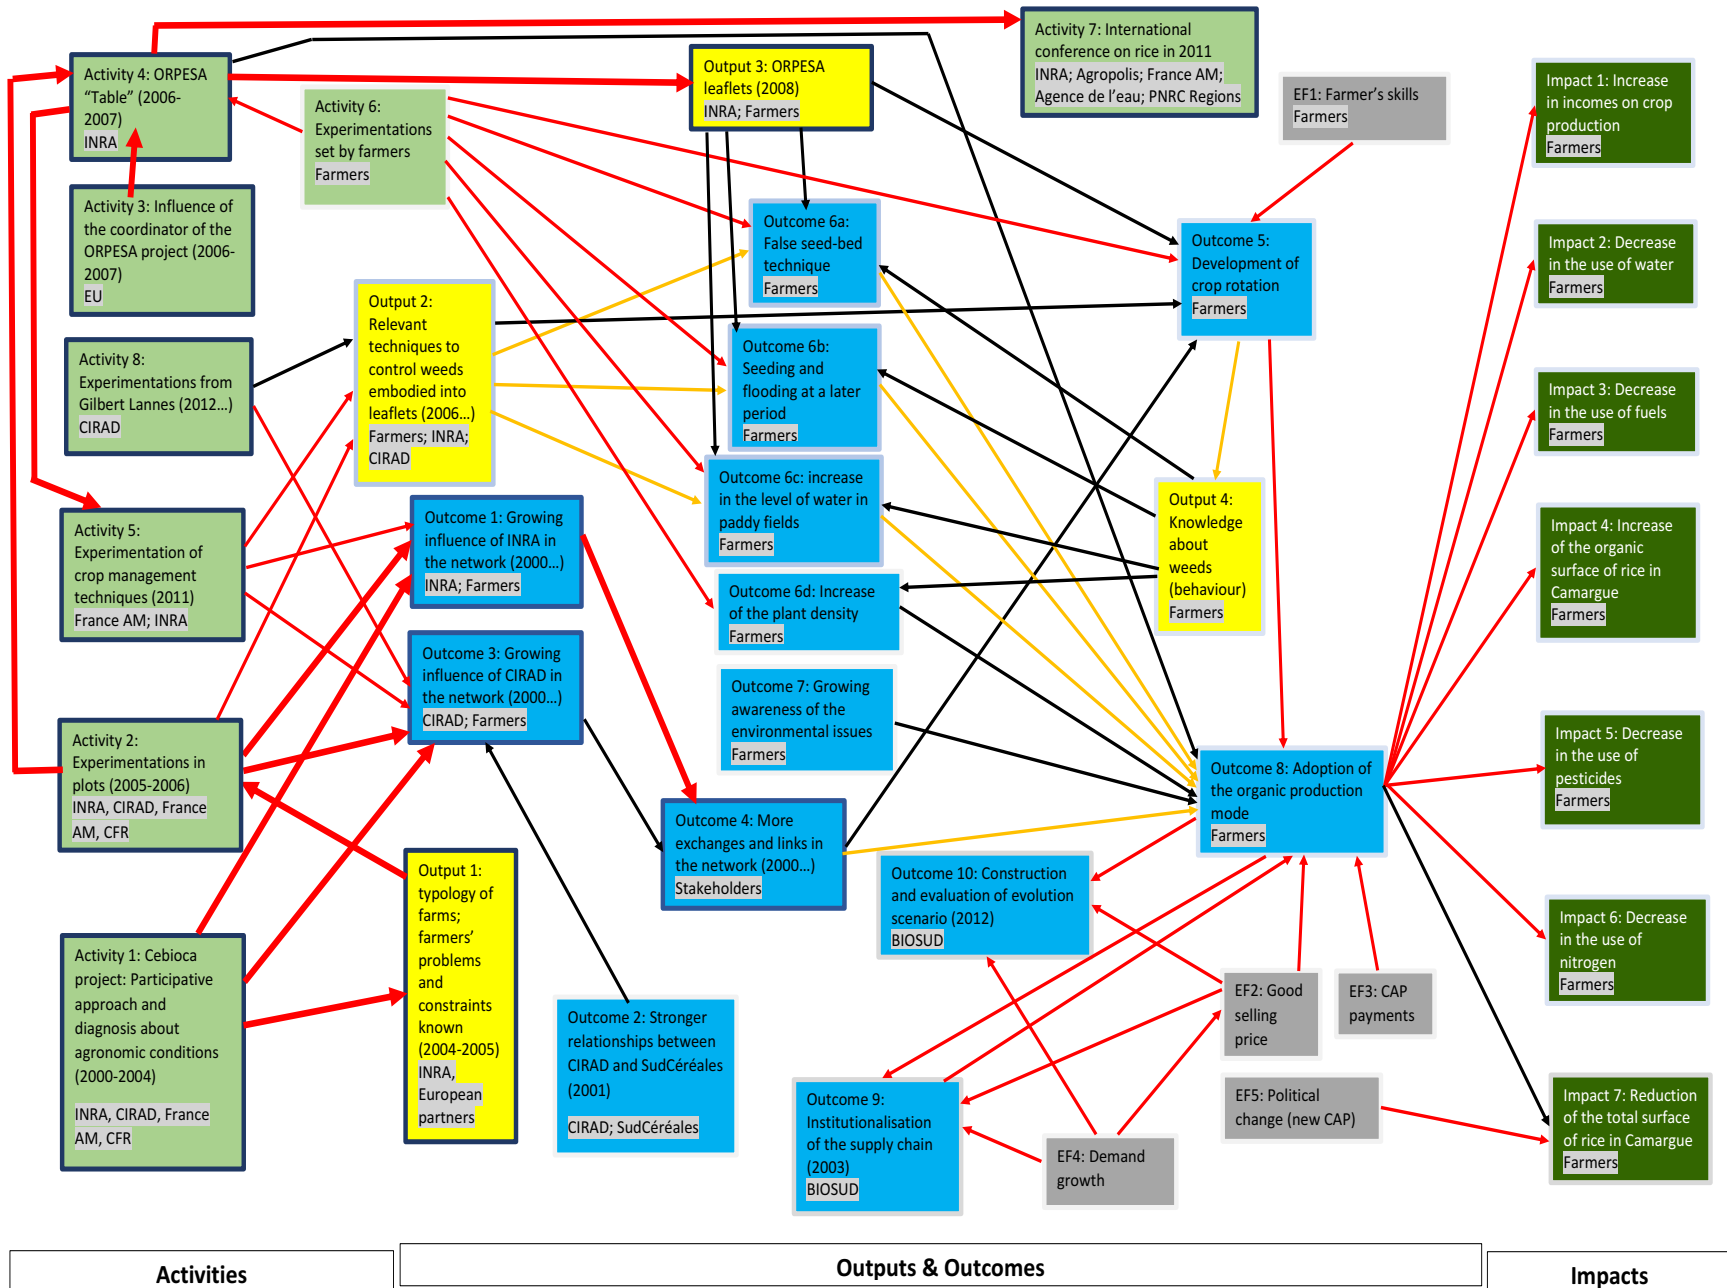 Activity 4: ORPESA
“Table” (2006-
2007)
INRA
Activity 3: Influence of
the coordinator of the
ORPESA project (2006-
2007)
EU
Activity 8:
Experimentations from
Gilbert Lannes (2012...)
CIRAD
Activity 5:
Experimentation of
crop management
techniques (2011)
France AM; INRA
Activity 2:
Experimentations in
plots (2005-2006)
INRA, CIRAD, France
AM, CFR
Activity 1: Cebioca
project: Participative
approach and
diagnosis about
agronomic conditions
(2000-2004)
INRA, CIRAD, France
AM, CFR
Activity 6:
Experimentations
set by farmers
Farmers
Output 2:
Relevant
techniques to
control weeds
embodied into
leaflets (2006...)
Farmers; INRA;
CIRAD
Outcome 1: Growing
influence of INRA in
the network (2000...)
INRA; Farmers
Outcome 3: Growing
influence of CIRAD in
the network (2000...)
CIRAD; Farmers
Output 1:
typology of
farms;
farmers’
problems
and
constraints
known
(2004-2005)
INRA,
European
partners
Outcome 2: Stronger
relationships between
CIRAD and SudCéréales
(2001)
CIRAD; SudCéréales
Output 3: ORPESA
leaflets (2008)
INRA; Farmers
Outcome 6a:
False seed-bed
technique
Farmers
Outcome 6b:
Seeding and
flooding at a later
period
Farmers
Outcome 6c: increase
in the level of water in
paddy fields
Farmers
Outcome 6d: Increase
of the plant density
Farmers
Outcome 7: Growing
awareness of the
environmental issues
Farmers
Outcome 4: More
exchanges and links
in the network (2000...)
Stakeholders
Outcome 10: Construction
and evaluation of evolution
scenario (2012)
BIOSUD
Outcome 9:
Institutionalisation
of the supply chain
(2003)
BIOSUD
Activity 7: International
conference on rice in 2011
INRA; Agropolis; France AM;
Agence de l’eau; PNRC Regions
EF1: Farmer’s skills
Farmers
Outcome 5:
Development of
crop rotation
Farmers
Output 4:
Knowledge
about
weeds
(behaviour)
Farmers
Outcome 8: Adoption of
the organic production
mode
Farmers
EF2: Good
selling
price
EF3: CAP
payments
EF5: Political
change (new CAP)
EF4: Demand
growth
Impact 1: Increase
in incomes on crop
production
Farmers
Impact 2: Decrease
in the use of water
Farmers
Impact 3: Decrease
in the use of fuels
Farmers
Impact 4: Increase
of the organic
surface of rice in
Camargue
Farmers
Impact 5: Decrease
in the use of
pesticides
Farmers
Impact 6: Decrease
in the use of
nitrogen
Farmers
Impact 7: Reduction
of the total surface
of rice in Camargue
Farmers
Activities
Outputs & Outcomes
Impacts